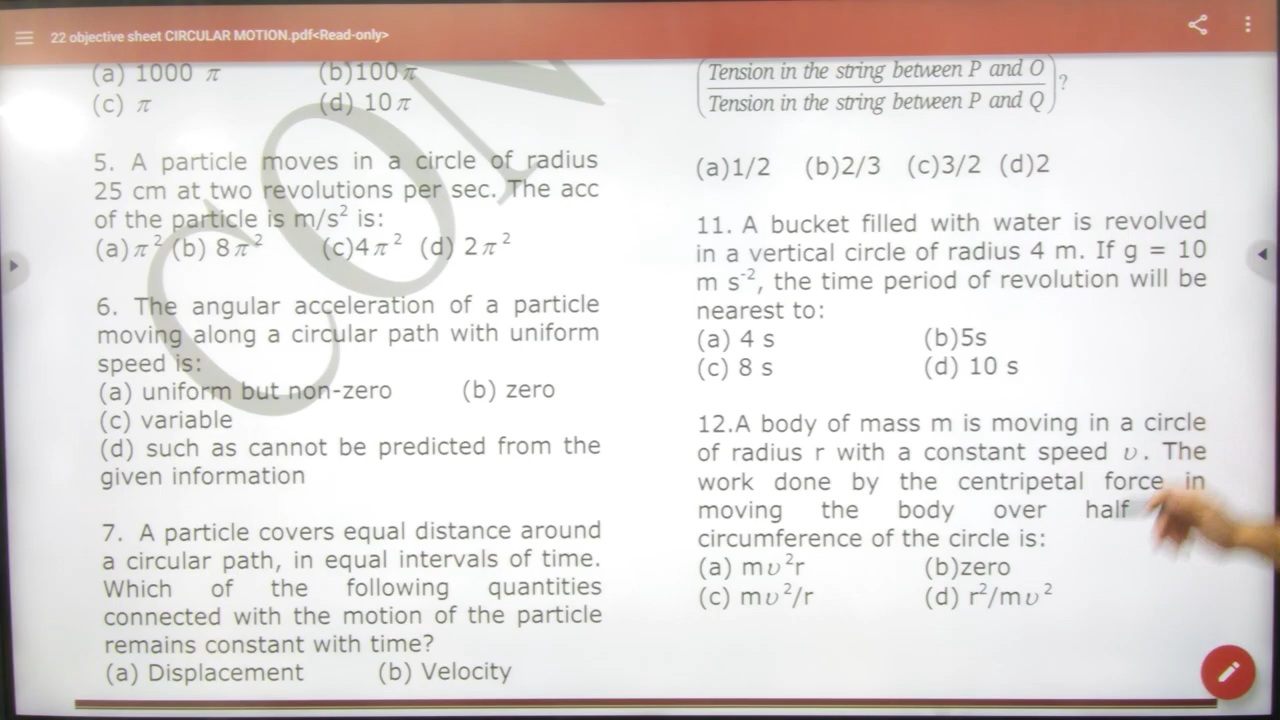 22 objective sheet CIRCULAR MOTION.pdf<Read-only>
(a) 1000 π (b)100π
(c) π (d) 10π
5. A particle moves in a circle of radius
25 cm at two revolutions per sec. The acc
of the particle is m/s² is:
(a)π² (b) 8π² (c)4π² (d) 2π²
6. The angular acceleration of a particle
moving along a circular path with uniform
speed is:
(a) uniform but non-zero (b) zero
(c) variable
(d) such as cannot be predicted from the
given information
7. A particle covers equal distance around
a circular path, in equal intervals of time.
Which of the following quantities
connected with the motion of the particle
remains constant with time?
(a) Displacement (b) Velocity
(Tension in the string between P and O
Tension in the string between P and Q)?
(a)1/2 (b)2/3 (c)3/2 (d)2
11. A bucket filled with water is revolved
in a vertical circle of radius 4 m. If g = 10
m s⁻², the time period of revolution will be
nearest to:
(a) 4 s (b)5s
(c) 8 s (d) 10 s
12.A body of mass m is moving in a circle
of radius r with a constant speed υ. The
work done by the centripetal force in
moving the body over half
circumference of the circle is:
(a) mυ²r (b)zero
(c) mυ²/r (d) r²/mυ²
CON